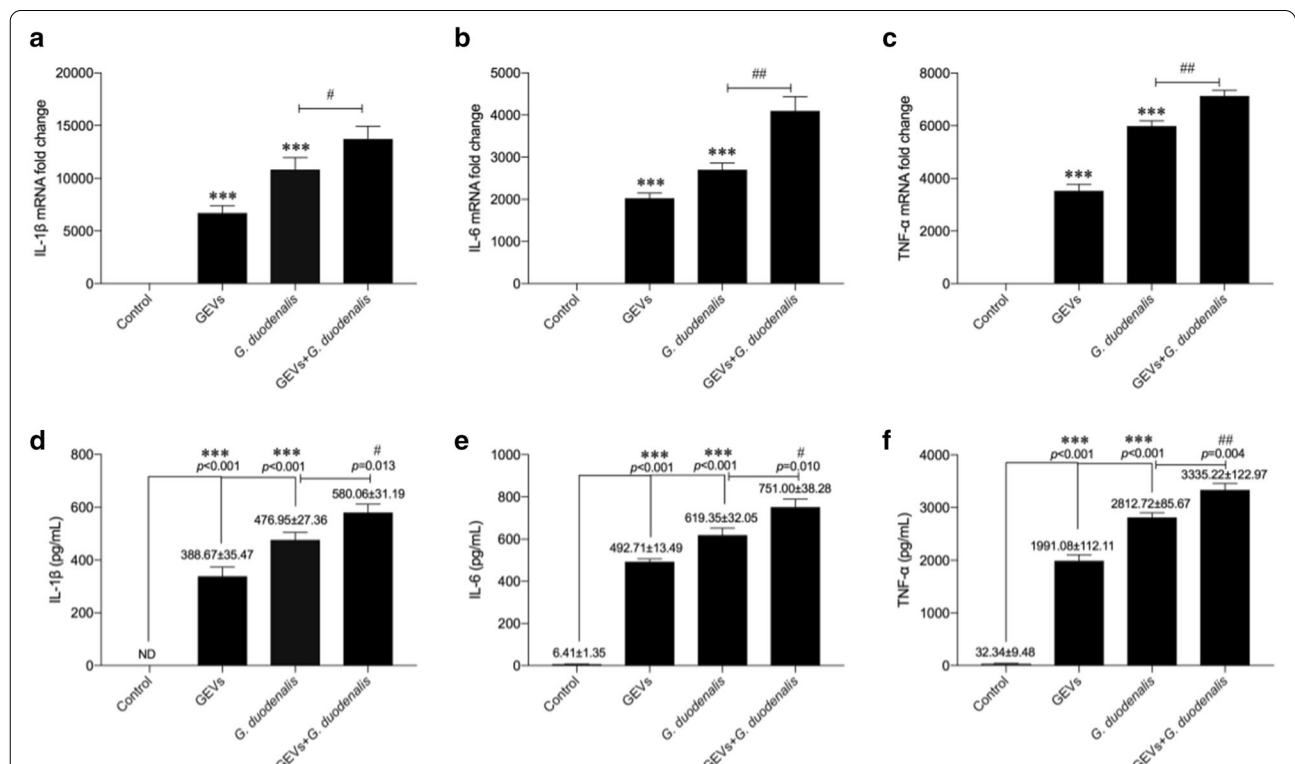 a
20000
15000
10000
5000
0
IL-1β mRNA fold change
***
***
#
Control
GEVs
G. duodenalis
GEVs+G. duodenalis
b
5000
4000
3000
2000
1000
0
IL-6 mRNA fold change
***
***
##
Control
GEVs
G. duodenalis
GEVs+G. duodenalis
c
8000
6000
4000
2000
0
TNF-α mRNA fold change
***
***
##
Control
GEVs
G. duodenalis
GEVs+G. duodenalis
d
800
600
400
200
0
IL-1β (pg/mL)
*** *** #
p<0.001 p<0.001 p=0.013
580.06±31.19
476.95±27.36
388.67±35.47
ND
Control
GEVs
G. duodenalis
GEVs+G. duodenalis
e
1000
800
600
400
200
0
IL-6 (pg/mL)
*** *** #
p<0.001 p<0.001 p=0.010
751.00±38.28
619.35±32.05
492.71±13.49
6.41±1.35
Control
GEVs
G. duodenalis
GEVs+G. duodenalis
f
4000
3000
2000
1000
0
TNF-α (pg/mL)
*** *** ##
p<0.001 p<0.001 p=0.004
3335.22±122.97
2812.72±85.67
1991.08±112.11
32.34±9.48
Control
GEVs
G. duodenalis
GEVs+G. duodenalis